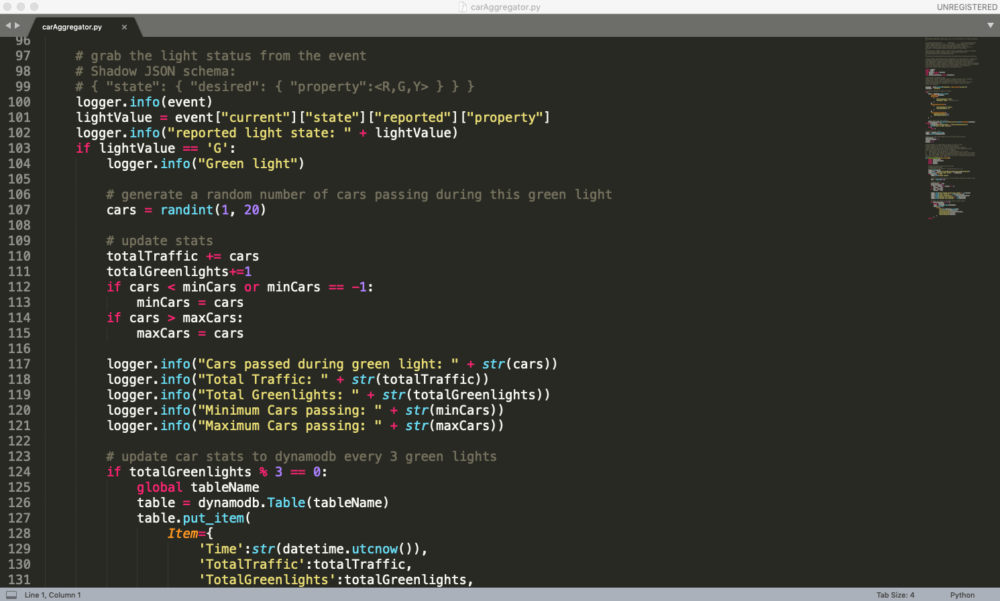 carAggregator.py
UNREGISTERED
carAggregator.py ×
96
97 # grab the light status from the event
98 # Shadow JSON schema:
99 # { "state": { "desired": { "property":<R,G,Y> } } }
100 logger.info(event)
101 lightValue = event["current"]["state"]["reported"]["property"]
102 logger.info("reported light state: " + lightValue)
103 if lightValue == 'G':
104 logger.info("Green light")
105
106 # generate a random number of cars passing during this green light
107 cars = randint(1, 20)
108
109 # update stats
110 totalTraffic += cars
111 totalGreenlights+=1
112 if cars < minCars or minCars == -1:
113 minCars = cars
114 if cars > maxCars:
115 maxCars = cars
116
117 logger.info("Cars passed during green light: " + str(cars))
118 logger.info("Total Traffic: " + str(totalTraffic))
119 logger.info("Total Greenlights: " + str(totalGreenlights))
120 logger.info("Minimum Cars passing: " + str(minCars))
121 logger.info("Maximum Cars passing: " + str(maxCars))
122
123 # update car stats to dynamodb every 3 green lights
124 if totalGreenlights % 3 == 0:
125 global tableName
126 table = dynamodb.Table(tableName)
127 table.put_item(
128 Item={
129 'Time':str(datetime.utcnow()),
130 'TotalTraffic':totalTraffic,
131 'TotalGreenlights':totalGreenlights,
Line 1, Column 1
Tab Size: 4
Python